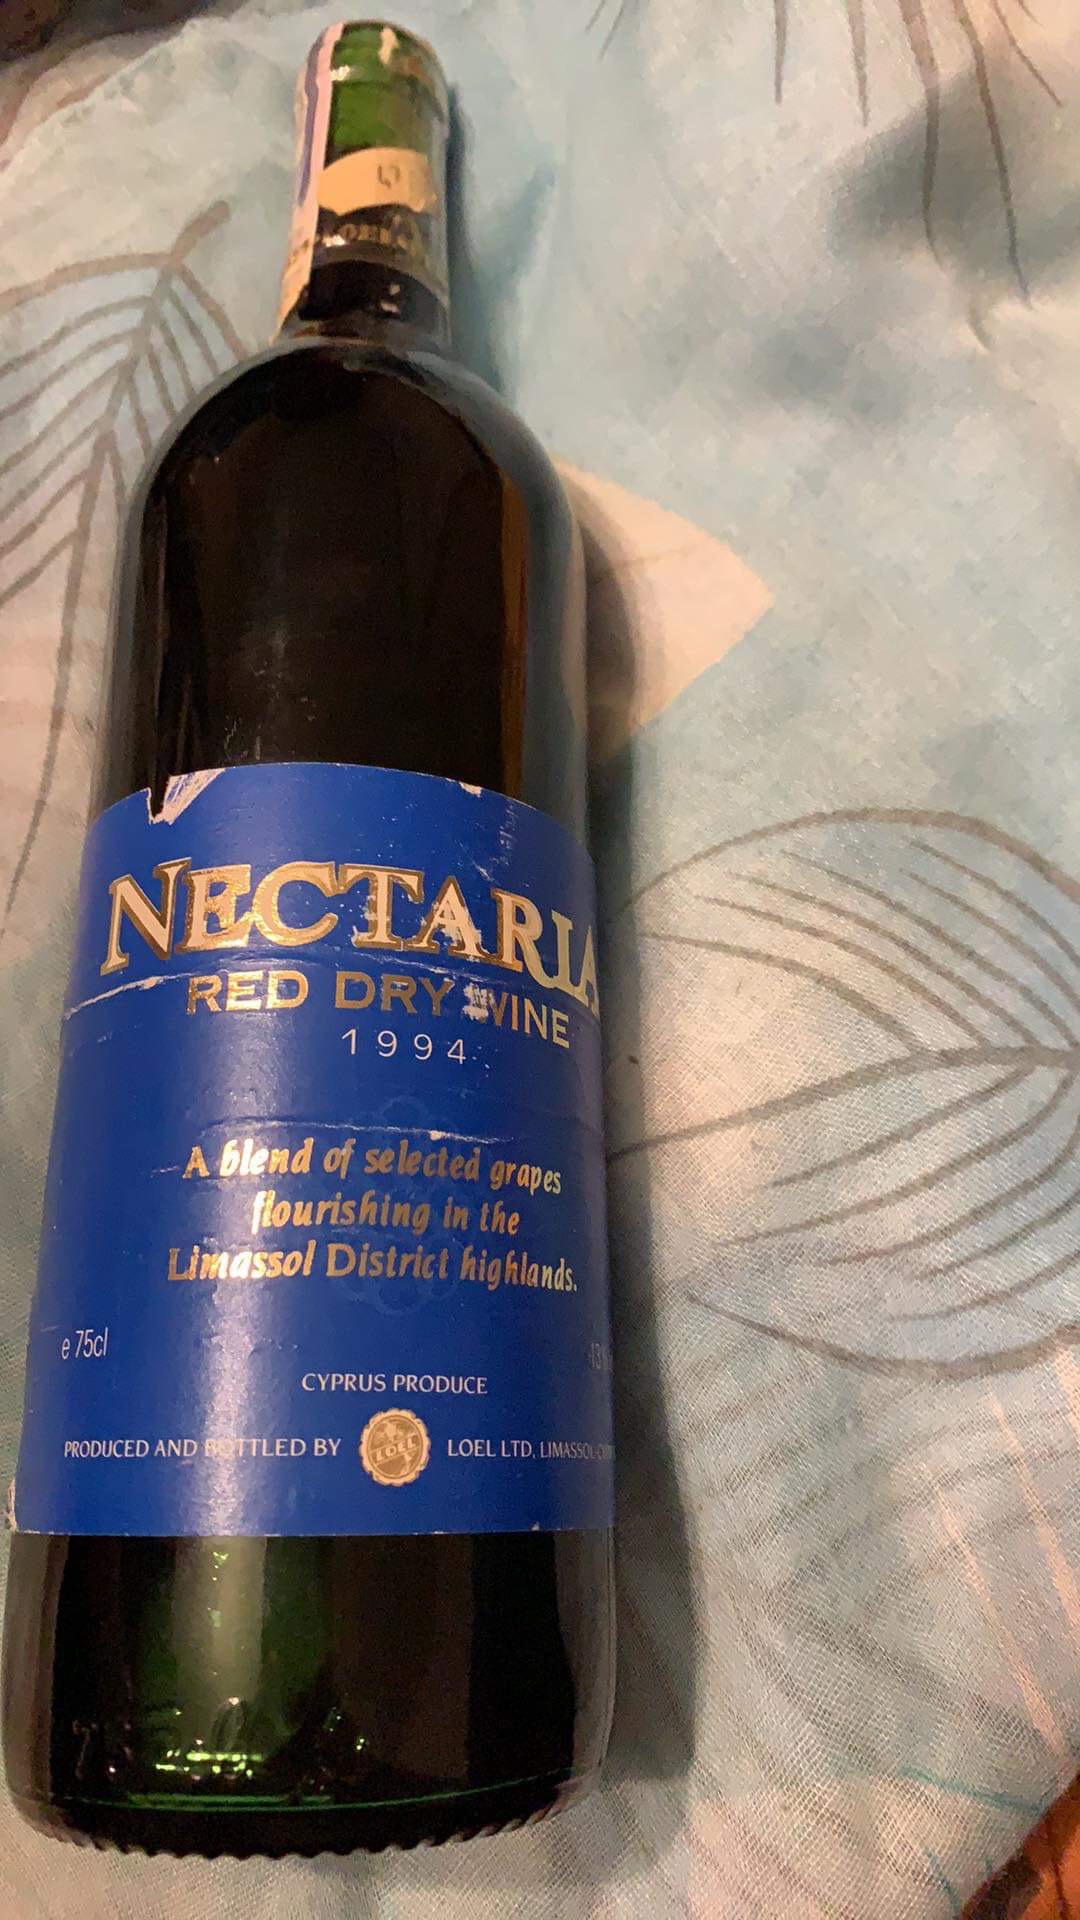 LOEL
NECTARIA
RED DRY WINE
1994
A blend of selected grapes
flourishing in the
Limassol District highlands.
e 75cl
CYPRUS PRODUCE
PRODUCED AND BOTTLED BY LOEL LOEL LTD, LIMASSOL-